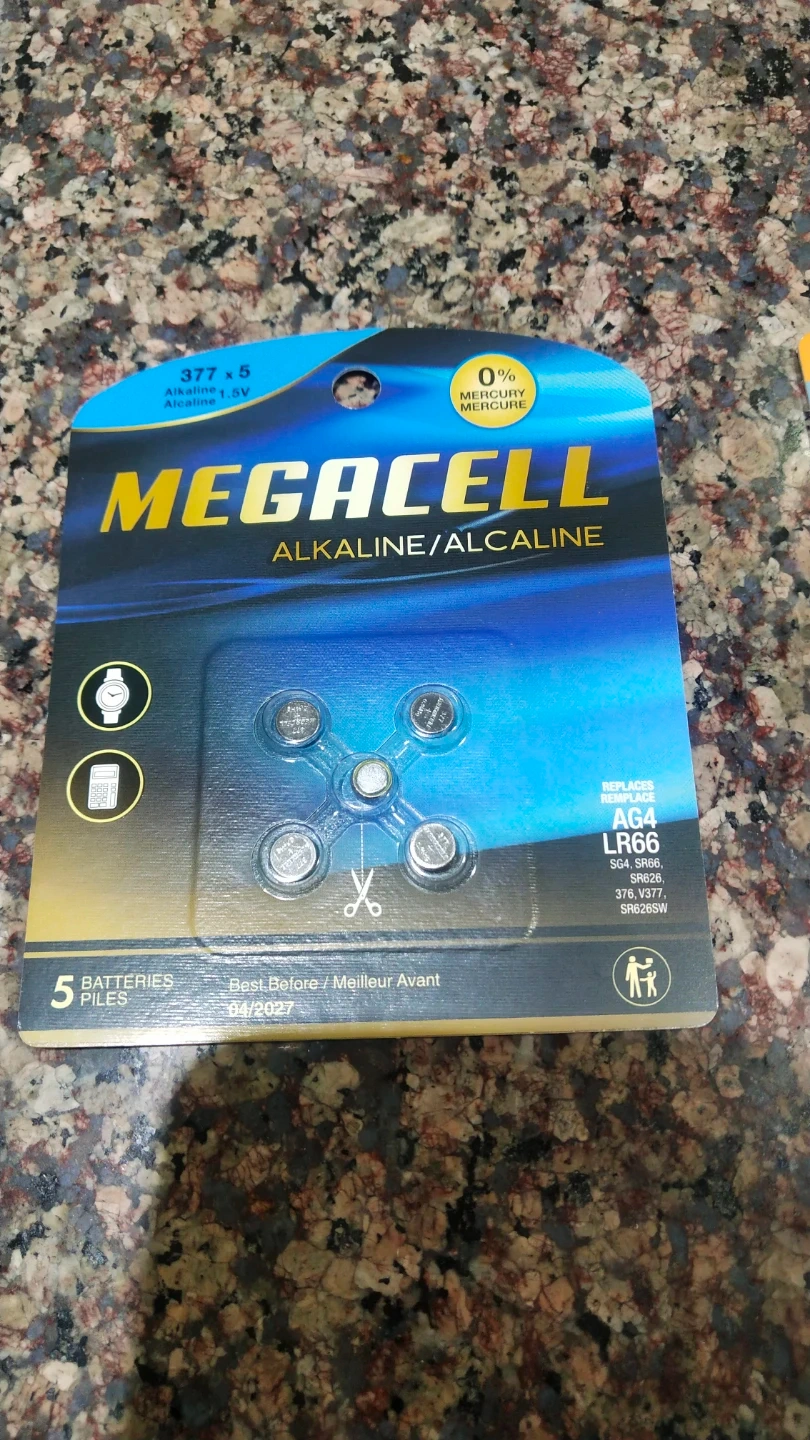 377 x 5
Alkaline
Alcaline 1.5V
0%
MERCURY
MERCURE
MEGACELL
ALKALINE/ALCALINE
REPLACES
REMPLACE
AG4
LR66
SG4, SR66,
SR626,
376, V377,
SR626SW
5 BATTERIES
PILES
Best Before / Meilleur Avant
04/2027